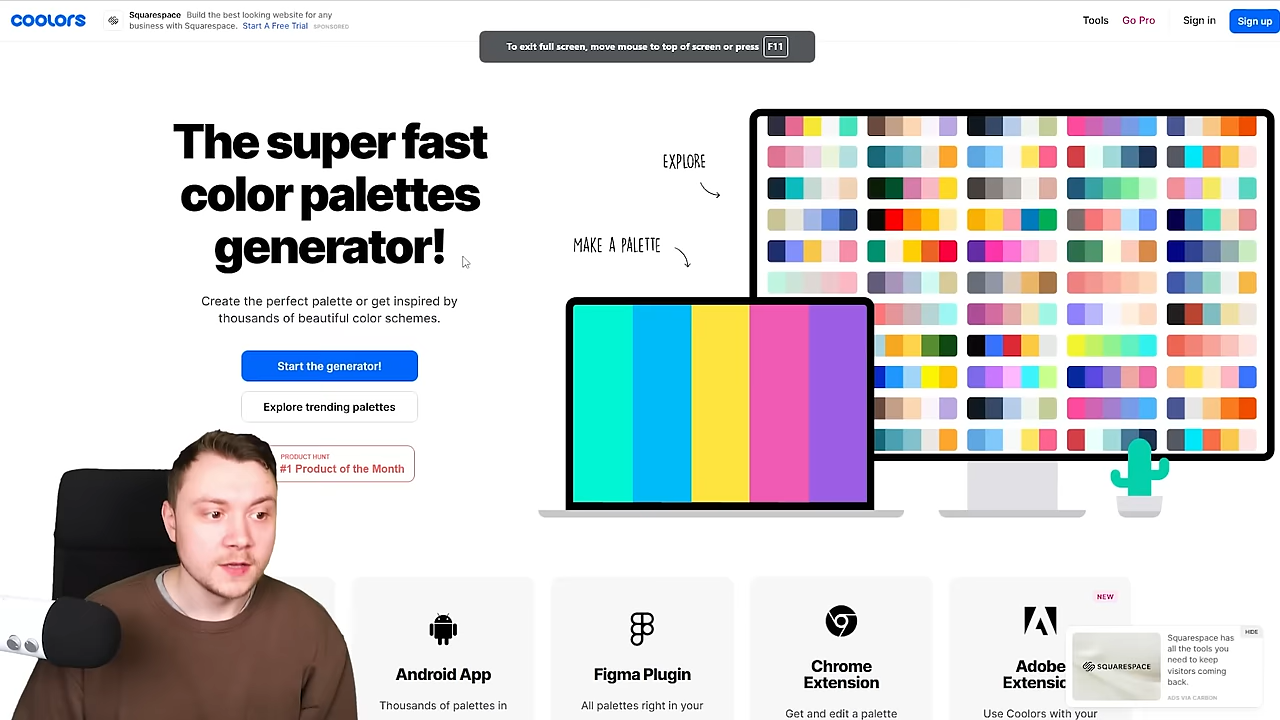 coolors
Squarespace Build the best looking website for any
business with Squarespace. Start A Free Trial SPONSORED
Tools
Go Pro
Sign in
Sign up
To exit full screen, move mouse to top of screen or press F11
The super fast
color palettes
generator!
Create the perfect palette or get inspired by
thousands of beautiful color schemes.
Start the generator!
Explore trending palettes
PRODUCT HUNT
#1 Product of the Month
EXPLORE
MAKE A PALETTE
Android App
Thousands of palettes in
Figma Plugin
All palettes right in your
Chrome
Extension
Get and edit a palette
NEW
Adobe
Extensio
Use Coolors with your
HIDE
SQUARESPACE
Squarespace has
all the tools you
need to keep
visitors coming
back.
ADS VIA CARBON